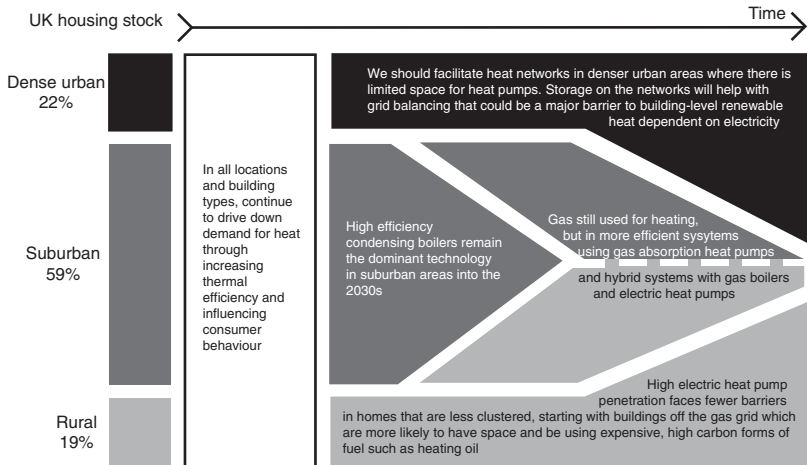 UK housing stock
Time
Dense urban
22%
We should facilitate heat networks in denser urban areas where there is
limited space for heat pumps. Storage on the networks will help with
grid balancing that could be a major barrier to building-level renewable
heat dependent on electricity
Suburban
59%
In all locations
and building
types, continue
to drive down
demand for heat
through
increasing
thermal
efficiency and
influencing
consumer
behaviour
High efficiency
condensing boilers remain
the dominant technology
in suburban areas into the
2030s
Gas still used for heating,
but in more efficient sysytems
using gas absorption heat pumps
and hybrid systems with gas boilers
and electric heat pumps
Rural
19%
High electric heat pump
penetration faces fewer barriers
in homes that are less clustered, starting with buildings off the gas grid which
are more likely to have space and be using expensive, high carbon forms of
fuel such as heating oil